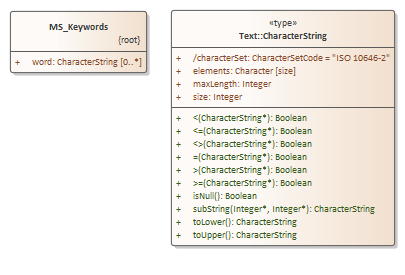 MS_Keywords
{root}
+ word: CharacterString [0..*]
«type»
Text::CharacterString
+ /characterSet: CharacterSetCode = "ISO 10646-2"
+ elements: Character [size]
+ maxLength: Integer
+ size: Integer
+ <(CharacterString*): Boolean
+ <=(CharacterString*): Boolean
+ <>(CharacterString*): Boolean
+ =(CharacterString*): Boolean
+ >(CharacterString*): Boolean
+ >=(CharacterString*): Boolean
+ isNull(): Boolean
+ subString(Integer*, Integer*): CharacterString
+ toLower(): CharacterString
+ toUpper(): CharacterString